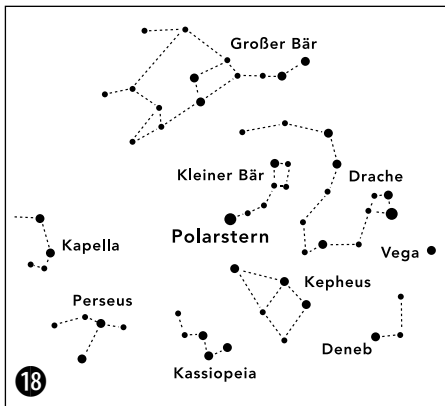 Großer Bär
Kleiner Bär
Drache
Polarstern
Kapella
Vega
Kepheus
Perseus
Kassiopeia
Deneb
18